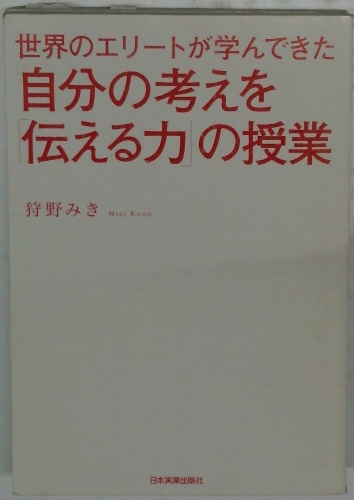 世界のエリートが学んできた
自分の考えを
「伝える力」の授業
狩野みき MIKI KANO
日本実業出版社